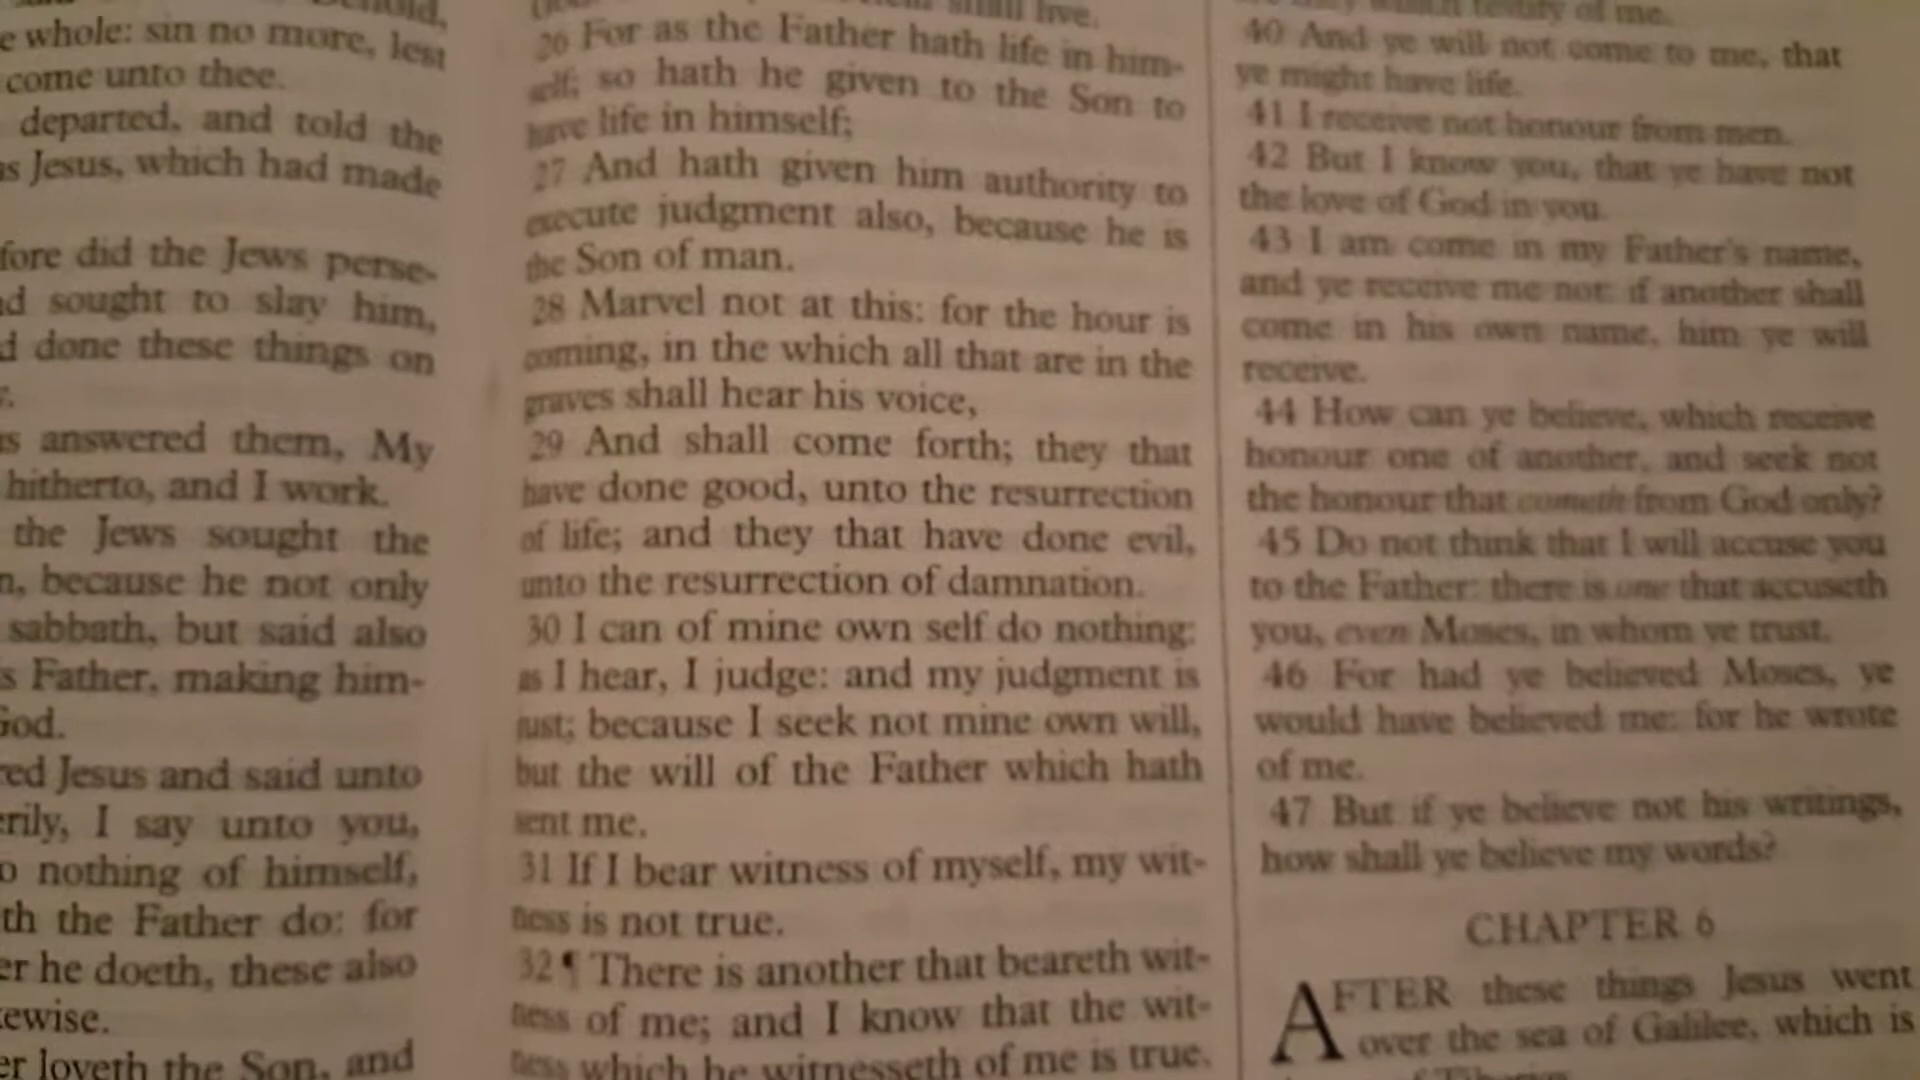 e whole: sin no more, lest
come unto thee.
departed, and told the
s Jesus, which had made
fore did the Jews perse-
d sought to slay him,
d done these things on
s answered them, My
hitherto, and I work.
the Jews sought the
n, because he not only
sabbath, but said also
s Father, making him-
God.
red Jesus and said unto
erily, I say unto you,
o nothing of himself,
th the Father do: for
er he doeth, these also
kewise.
er loveth the Son, and
shall live.
26 For as the Father hath life in him-
self; so hath he given to the Son to
have life in himself;
27 And hath given him authority to
execute judgment also, because he is
the Son of man.
28 Marvel not at this: for the hour is
coming, in the which all that are in the
graves shall hear his voice,
29 And shall come forth; they that
have done good, unto the resurrection
of life; and they that have done evil,
unto the resurrection of damnation.
30 I can of mine own self do nothing:
as I hear, I judge: and my judgment is
just; because I seek not mine own will,
but the will of the Father which hath
sent me.
31 If I bear witness of myself, my wit-
ness is not true.
32 ¶ There is another that beareth wit-
ness of me; and I know that the wit-
ness which he witnesseth of me is true.
they which testify of me.
40 And ye will not come to me, that
ye might have life.
41 I receive not honour from men.
42 But I know you, that ye have not
the love of God in you.
43 I am come in my Father's name,
and ye receive me not: if another shall
come in his own name, him ye will
receive.
44 How can ye believe, which receive
honour one of another, and seek not
the honour that cometh from God only?
45 Do not think that I will accuse you
to the Father: there is one that accuseth
you, even Moses, in whom ye trust.
46 For had ye believed Moses, ye
would have believed me: for he wrote
of me.
47 But if ye believe not his writings,
how shall ye believe my words?
CHAPTER 6
AFTER these things Jesus went
over the sea of Galilee, which is